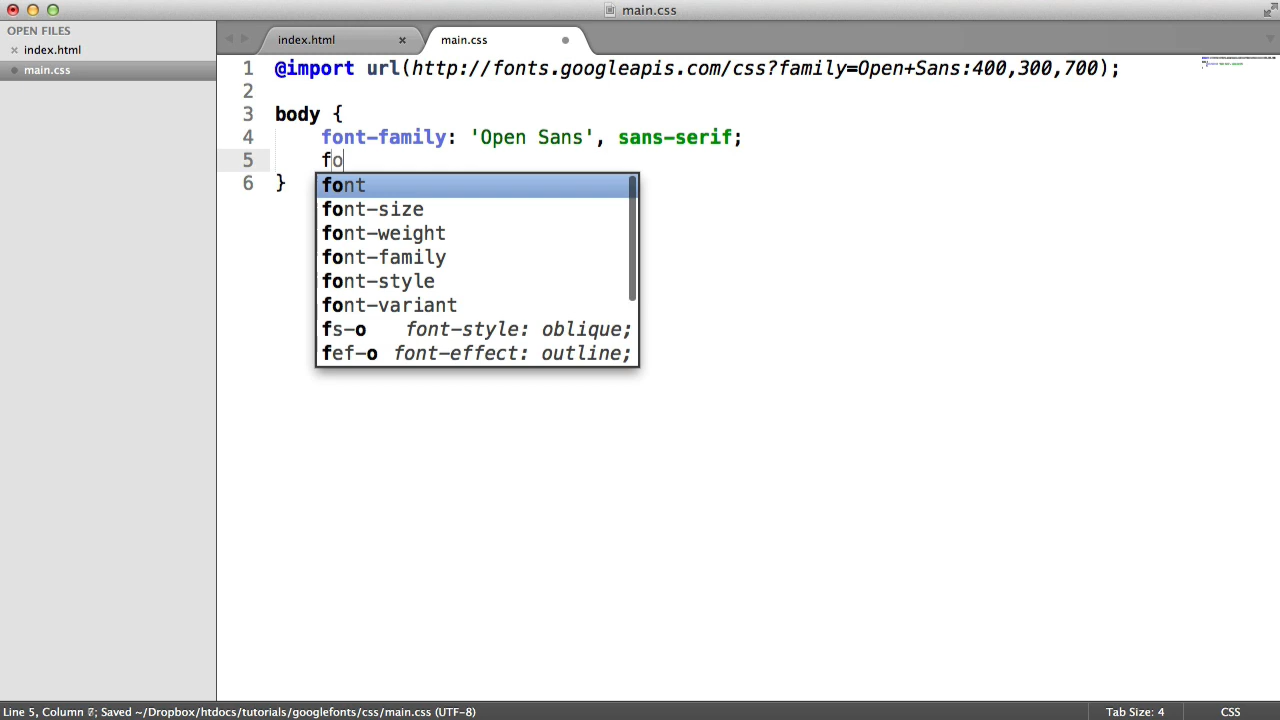 main.css
OPEN FILES
index.html
main.css
index.html
main.css
1 @import url(http://fonts.googleapis.com/css?family=Open+Sans:400,300,700);
2
3 body {
4 font-family: 'Open Sans', sans-serif;
5 fo
6 }
font
font-size
font-weight
font-family
font-style
font-variant
fs-o font-style: oblique;
fef-o font-effect: outline;
Line 5, Column ; Saved ~/Dropbox/htdocs/tutorials/googlefonts/css/main.css (UTF-8)
Tab Size: 4
CSS